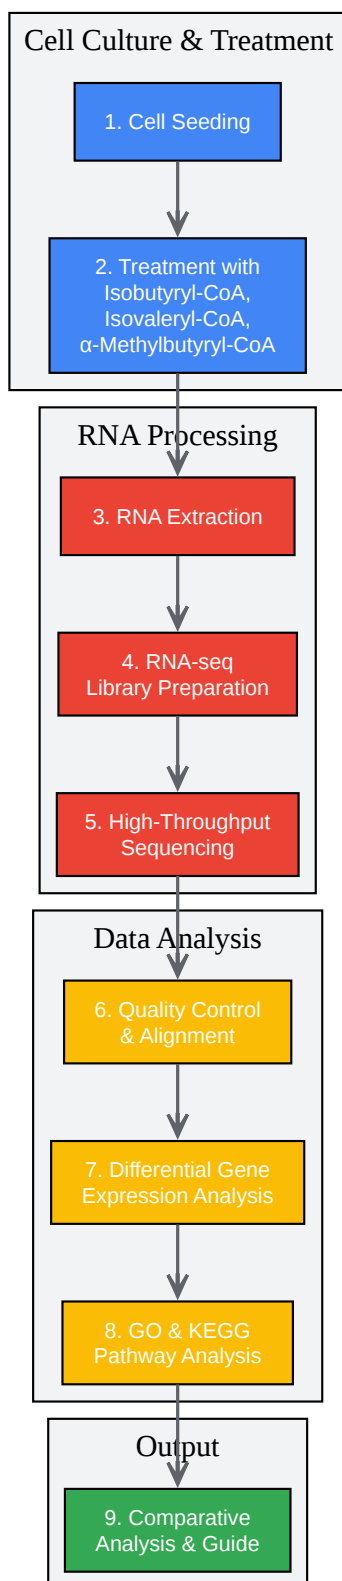 Cell Culture & Treatment
1. Cell Seeding
2. Treatment with
Isobutyryl-CoA,
Isovaleryl-CoA,
α-Methylbutyryl-CoA
RNA Processing
3. RNA Extraction
4. RNA-seq
Library Preparation
5. High-Throughput
Sequencing
Data Analysis
6. Quality Control
& Alignment
7. Differential Gene
Expression Analysis
8. GO & KEGG
Pathway Analysis
Output
9. Comparative
Analysis & Guide